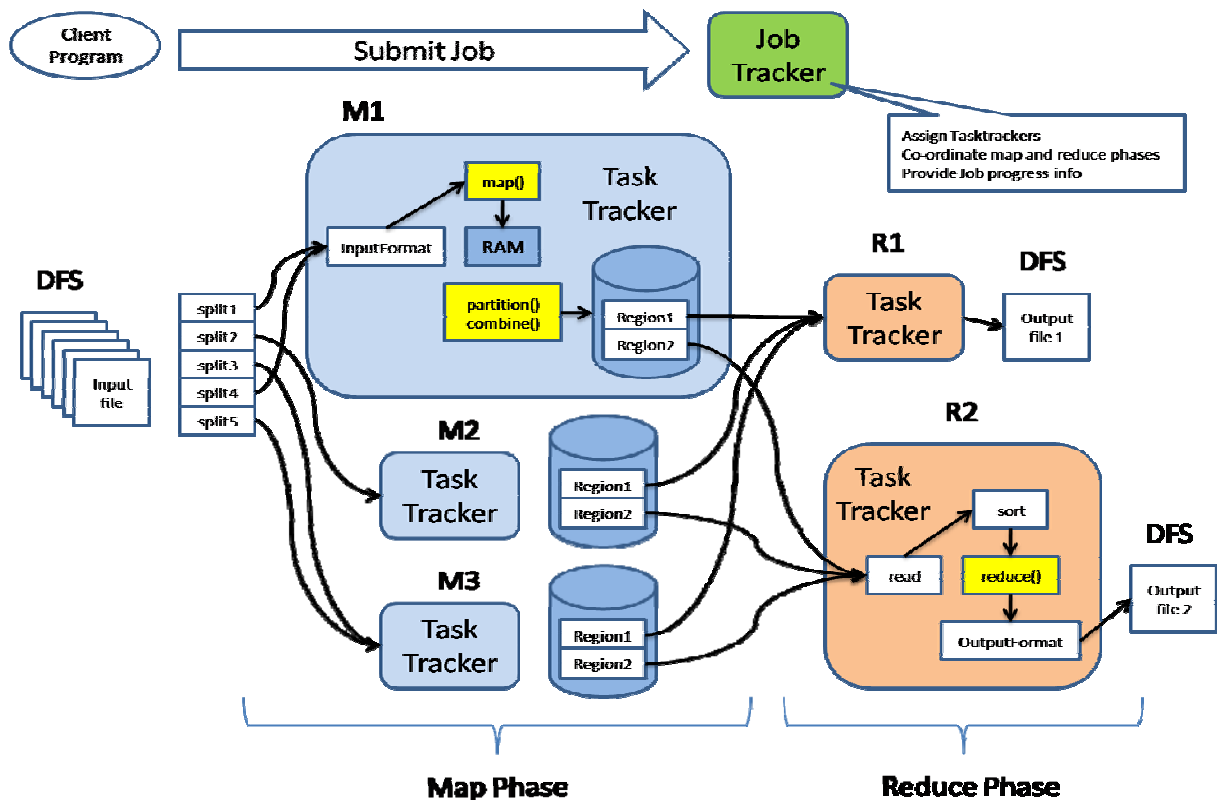 Client
Program
Submit Job
Job
Tracker
Assign Tasktrackers
Co-ordinate map and reduce phases
Provide Job progress info
M1
map()
Task
Tracker
InputFormat
RAM
partition()
combine()
Region1
Region2
DFS
Input
file
split1
split2
split3
split4
split5
M2
Task
Tracker
Region1
Region2
M3
Task
Tracker
Region1
Region2
R1
Task
Tracker
DFS
Output
file 1
R2
Task
Tracker
sort
read
reduce()
OutputFormat
DFS
Output
file 2
Map Phase
Reduce Phase